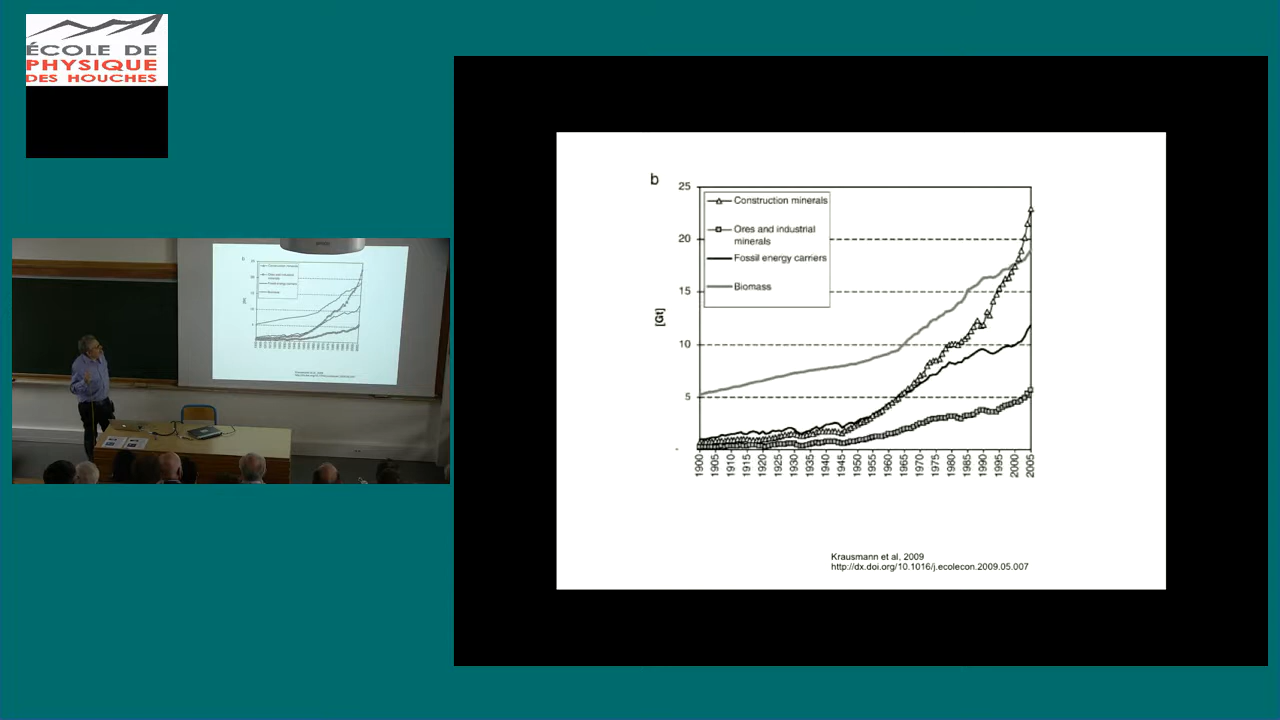 ÉCOLE DE
PHYSIQUE
DES HOUCHES
b
25
20
15
10
5
-
[Gt]
Construction minerals
Ores and industrial
minerals
Fossil energy carriers
Biomass
1900
1905
1910
1915
1920
1925
1930
1935
1940
1945
1950
1955
1960
1965
1970
1975
1980
1985
1990
1995
2000
2005
Krausmann et al, 2009
http://dx.doi.org/10.1016/j.ecolecon.2009.05.007